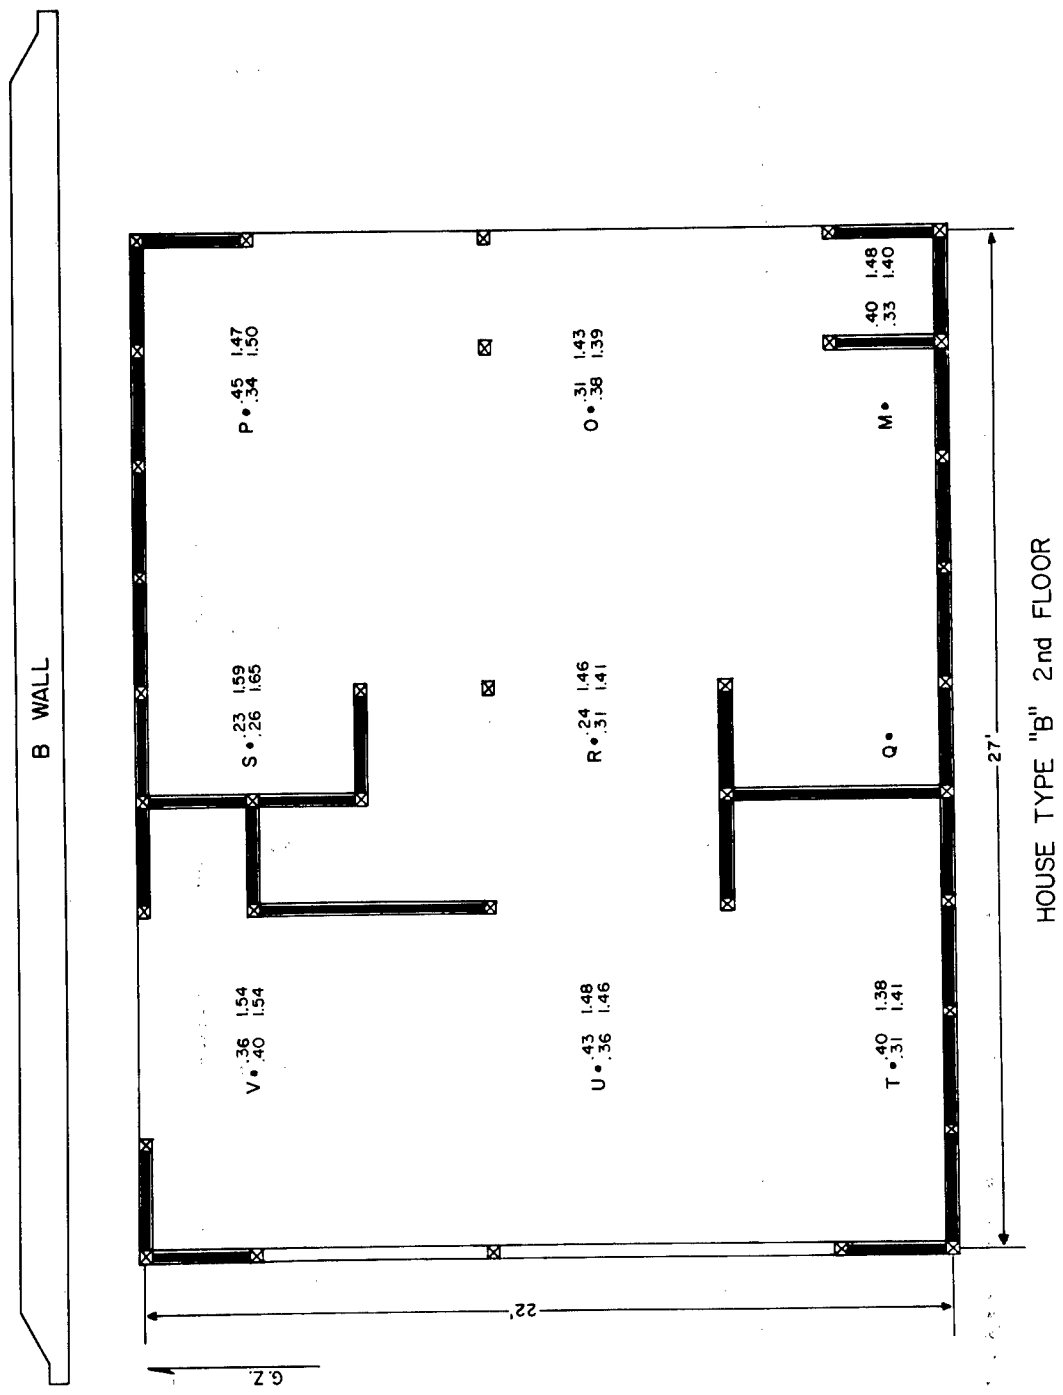 B WALL
P .45 1.47
.34 1.50
S .23 1.59
.26 1.65
V .36 1.54
.40 1.54
O .31 1.43
.38 1.39
R .24 1.46
.31 1.41
U .43 1.48
.36 1.46
.40 1.48
.33 1.40
M
Q
T .40 1.38
.31 1.41
27'
22'
G.Z.
HOUSE TYPE "B" 2nd FLOOR